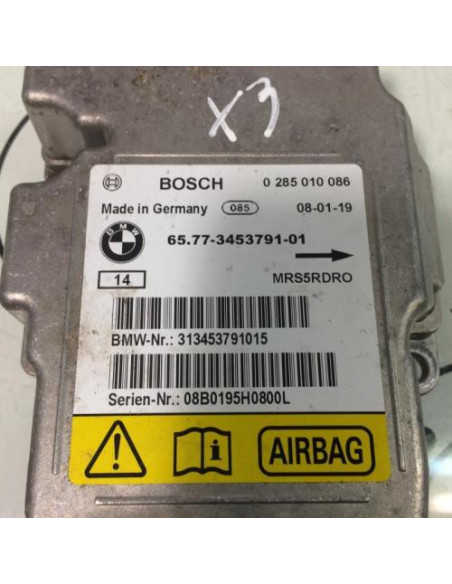 X3
BOSCH 0 285 010 086
Made in Germany 085 08-01-19
BMW 65.77-3453791-01
14 MRS5RDRO
BMW-Nr.: 313453791015
Serien-Nr.: 08B0195H0800L
AIRBAG